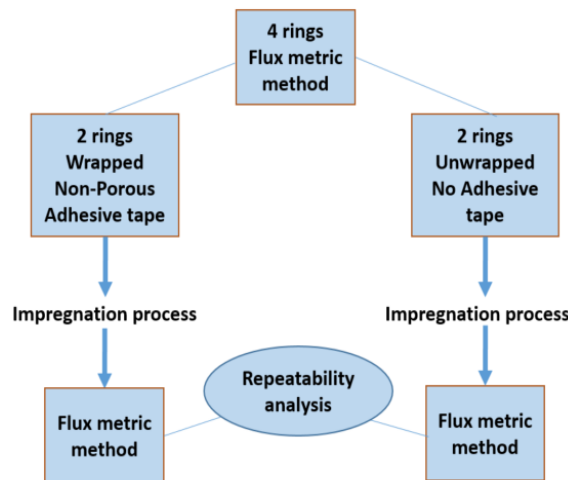 4 rings
Flux metric
method
2 rings
Wrapped
Non-Porous
Adhesive tape
2 rings
Unwrapped
No Adhesive
tape
Impregnation process
Impregnation process
Repeatability
analysis
Flux metric
method
Flux metric
method